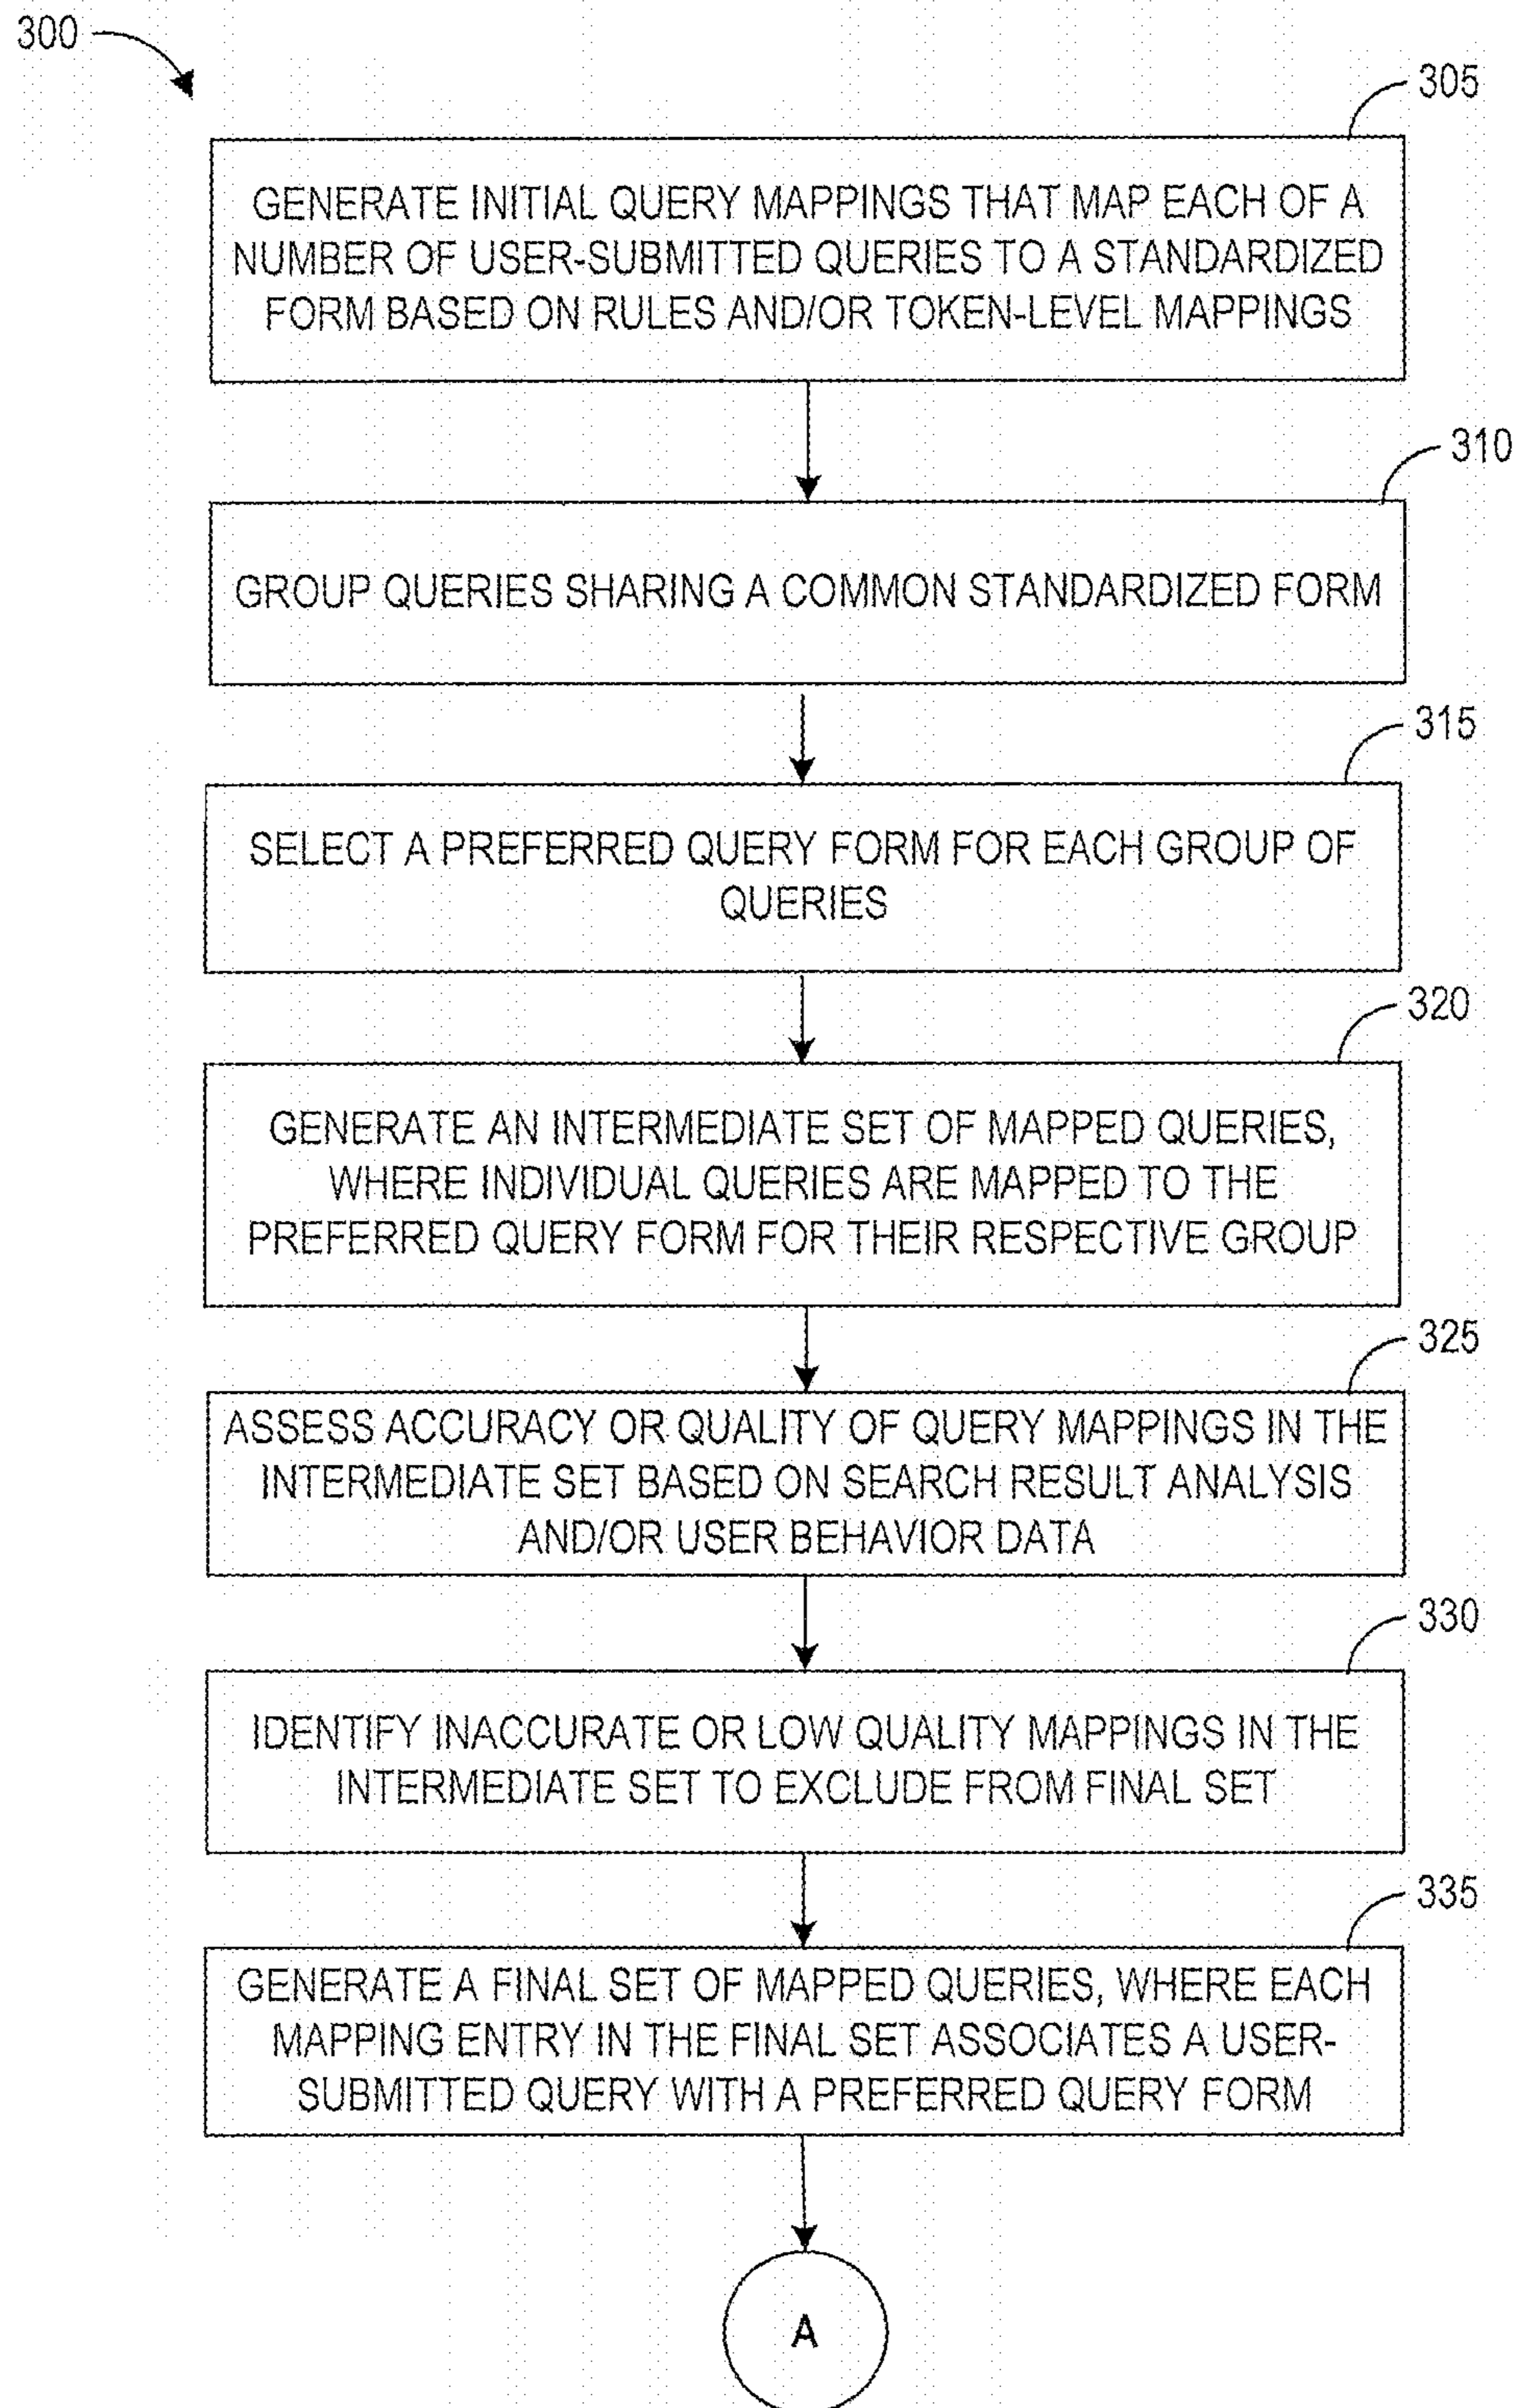 300
305
GENERATE INITIAL QUERY MAPPINGS THAT MAP EACH OF A
NUMBER OF USER-SUBMITTED QUERIES TO A STANDARDIZED
FORM BASED ON RULES AND/OR TOKEN-LEVEL MAPPINGS
310
GROUP QUERIES SHARING A COMMON STANDARDIZED FORM
315
SELECT A PREFERRED QUERY FORM FOR EACH GROUP OF
QUERIES
320
GENERATE AN INTERMEDIATE SET OF MAPPED QUERIES,
WHERE INDIVIDUAL QUERIES ARE MAPPED TO THE
PREFERRED QUERY FORM FOR THEIR RESPECTIVE GROUP
325
ASSESS ACCURACY OR QUALITY OF QUERY MAPPINGS IN THE
INTERMEDIATE SET BASED ON SEARCH RESULT ANALYSIS
AND/OR USER BEHAVIOR DATA
330
IDENTIFY INACCURATE OR LOW QUALITY MAPPINGS IN THE
INTERMEDIATE SET TO EXCLUDE FROM FINAL SET
335
GENERATE A FINAL SET OF MAPPED QUERIES, WHERE EACH
MAPPING ENTRY IN THE FINAL SET ASSOCIATES A USER-
SUBMITTED QUERY WITH A PREFERRED QUERY FORM
A